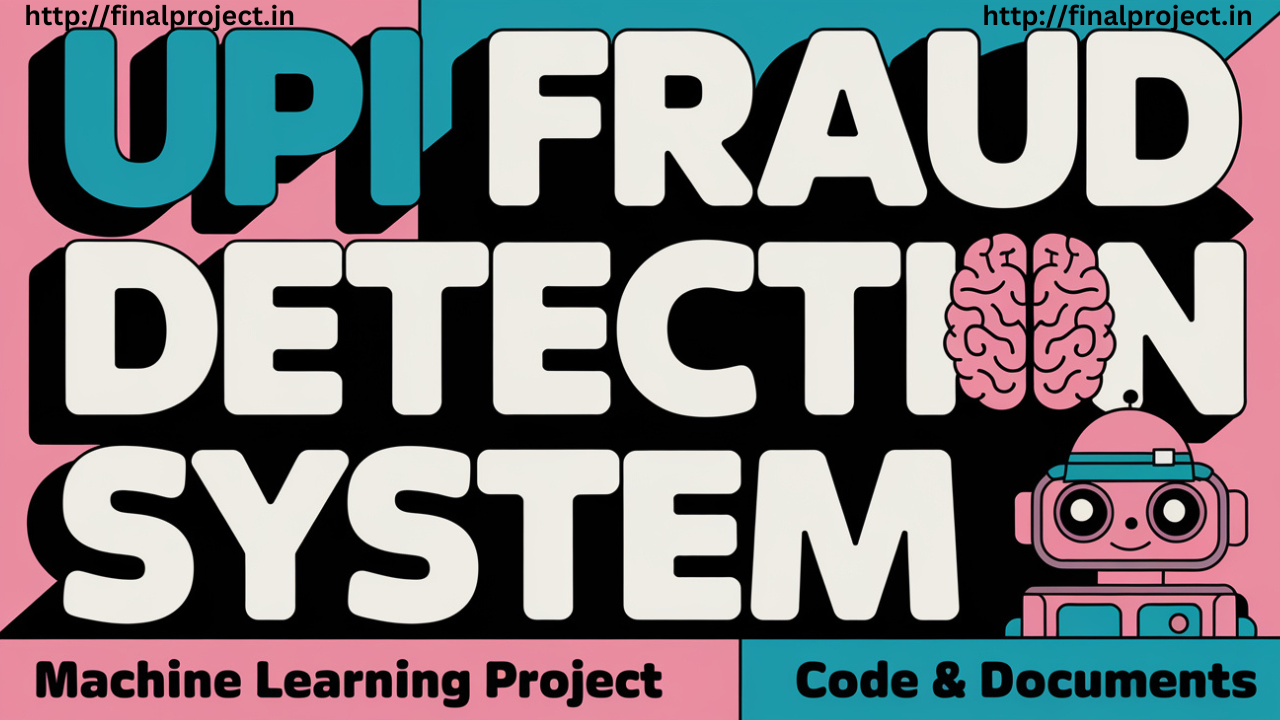 http://finalproject.in
http://finalproject.in
UPI FRAUD
DETECTION
SYSTEM
Machine Learning Project
Code & Documents